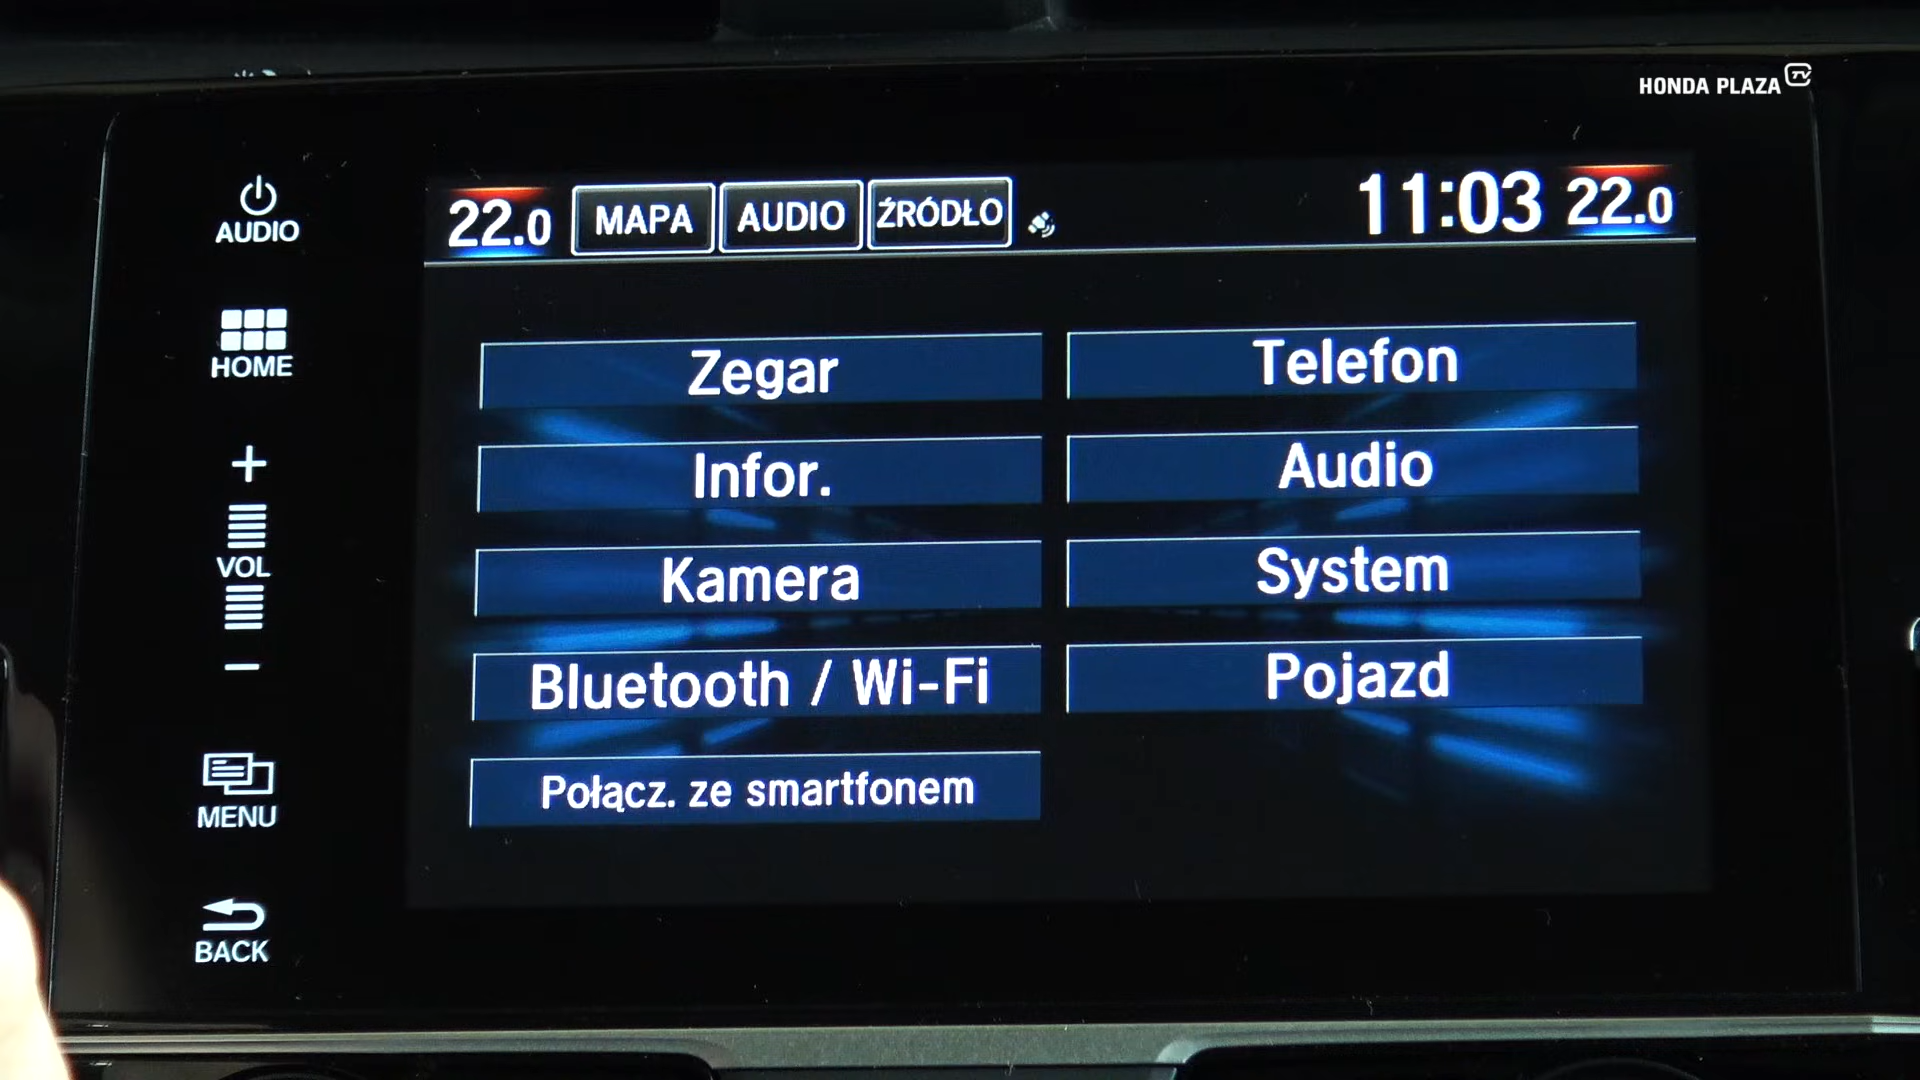 HONDA PLAZA TV
AUDIO
HOME
VOL
MENU
BACK
22.0 MAPA AUDIO ŹRÓDŁO 11:03 22.0
Zegar Telefon
Infor. Audio
Kamera System
Bluetooth / Wi-Fi Pojazd
Połącz. ze smartfonem